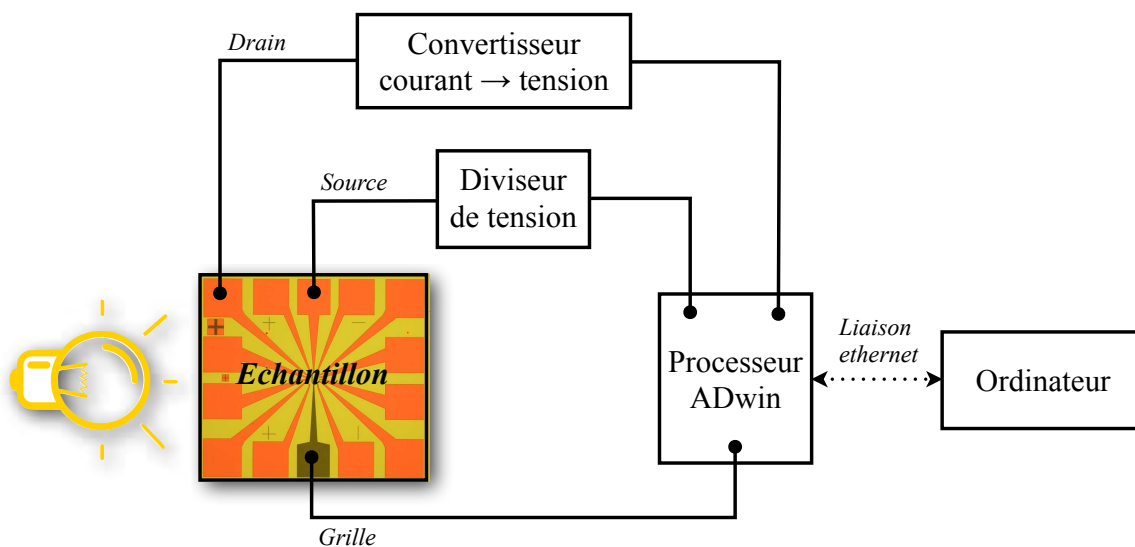 Drain
Convertisseur
courant → tension
Source
Diviseur
de tension
Echantillon
Processeur
ADwin
Liaison
ethernet
Ordinateur
Grille